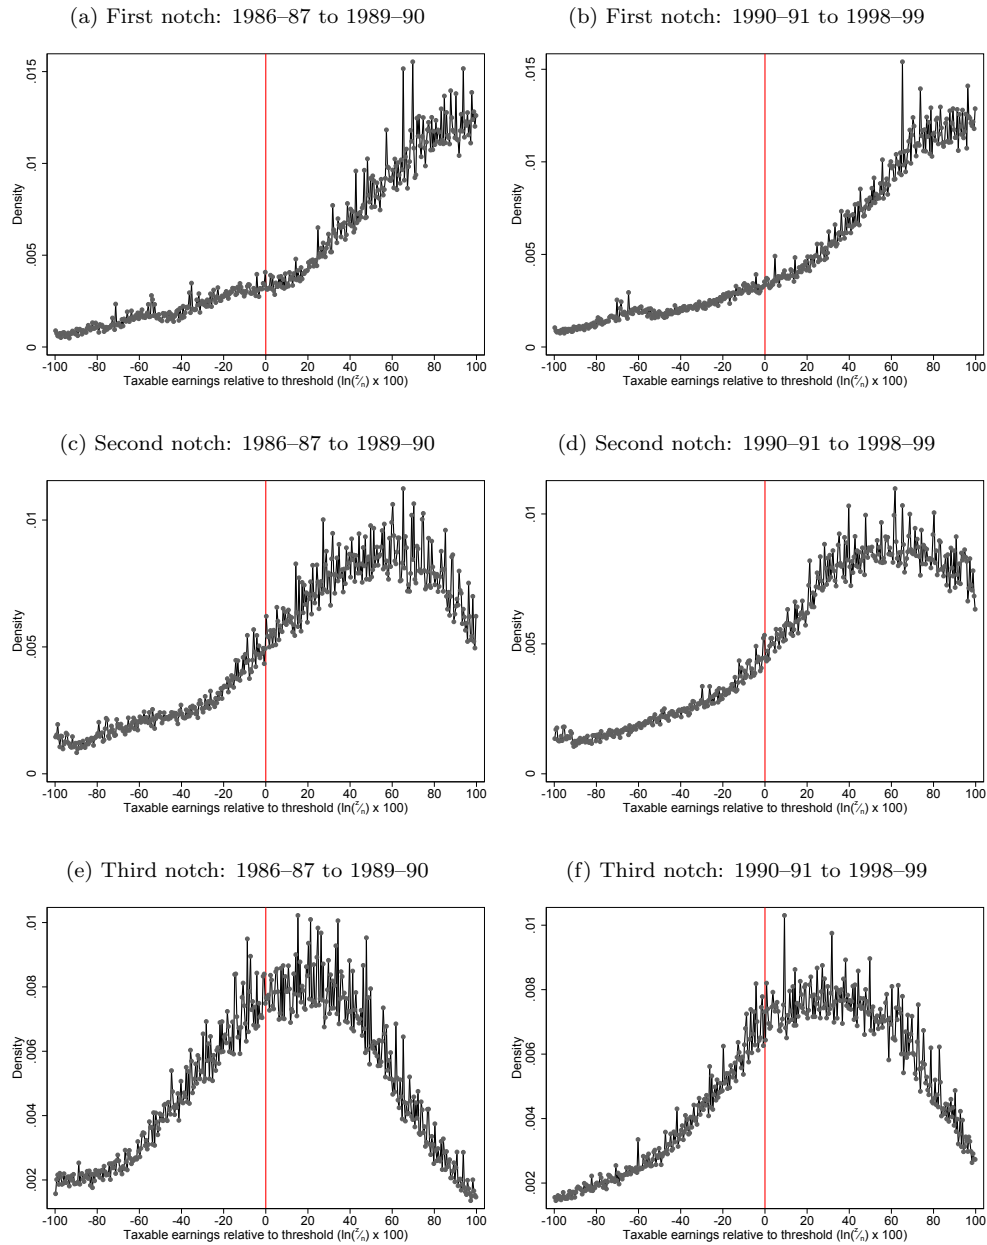 (a) First notch: 1986–87 to 1989–90
(b) First notch: 1990–91 to 1998–99
Density
0
.005
.01
.015
-100 -80 -60 -40 -20 0 20 40 60 80 100
Taxable earnings relative to threshold (ln(z/n) x 100)
Density
0
.005
.01
.015
-100 -80 -60 -40 -20 0 20 40 60 80 100
Taxable earnings relative to threshold (ln(z/n) x 100)
(c) Second notch: 1986–87 to 1989–90
(d) Second notch: 1990–91 to 1998–99
Density
0
.005
.01
-100 -80 -60 -40 -20 0 20 40 60 80 100
Taxable earnings relative to threshold (ln(z/n) x 100)
Density
0
.005
.01
-100 -80 -60 -40 -20 0 20 40 60 80 100
Taxable earnings relative to threshold (ln(z/n) x 100)
(e) Third notch: 1986–87 to 1989–90
(f) Third notch: 1990–91 to 1998–99
Density
.002
.004
.006
.008
.01
-100 -80 -60 -40 -20 0 20 40 60 80 100
Taxable earnings relative to threshold (ln(z/n) x 100)
Density
.002
.004
.006
.008
.01
-100 -80 -60 -40 -20 0 20 40 60 80 100
Taxable earnings relative to threshold (ln(z/n) x 100)